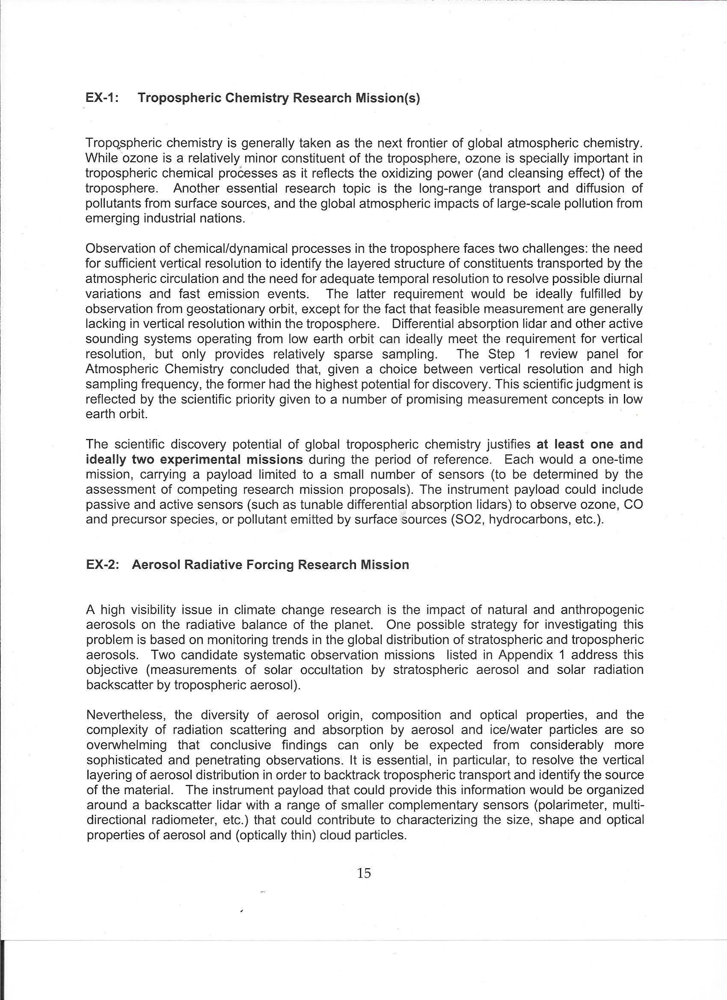 EX-1: Tropospheric Chemistry Research Mission(s)
Tropospheric chemistry is generally taken as the next frontier of global atmospheric chemistry.
While ozone is a relatively minor constituent of the troposphere, ozone is specially important in
tropospheric chemical processes as it reflects the oxidizing power (and cleansing effect) of the
troposphere. Another essential research topic is the long-range transport and diffusion of
pollutants from surface sources, and the global atmospheric impacts of large-scale pollution from
emerging industrial nations.
Observation of chemical/dynamical processes in the troposphere faces two challenges: the need
for sufficient vertical resolution to identify the layered structure of constituents transported by the
atmospheric circulation and the need for adequate temporal resolution to resolve possible diurnal
variations and fast emission events. The latter requirement would be ideally fulfilled by
observation from geostationary orbit, except for the fact that feasible measurement are generally
lacking in vertical resolution within the troposphere. Differential absorption lidar and other active
sounding systems operating from low earth orbit can ideally meet the requirement for vertical
resolution, but only provides relatively sparse sampling. The Step 1 review panel for
Atmospheric Chemistry concluded that, given a choice between vertical resolution and high
sampling frequency, the former had the highest potential for discovery. This scientific judgment is
reflected by the scientific priority given to a number of promising measurement concepts in low
earth orbit.
The scientific discovery potential of global tropospheric chemistry justifies at least one and
ideally two experimental missions during the period of reference. Each would a one-time
mission, carrying a payload limited to a small number of sensors (to be determined by the
assessment of competing research mission proposals). The instrument payload could include
passive and active sensors (such as tunable differential absorption lidars) to observe ozone, CO
and precursor species, or pollutant emitted by surface sources (SO2, hydrocarbons, etc.).
EX-2: Aerosol Radiative Forcing Research Mission
A high visibility issue in climate change research is the impact of natural and anthropogenic
aerosols on the radiative balance of the planet. One possible strategy for investigating this
problem is based on monitoring trends in the global distribution of stratospheric and tropospheric
aerosols. Two candidate systematic observation missions listed in Appendix 1 address this
objective (measurements of solar occultation by stratospheric aerosol and solar radiation
backscatter by tropospheric aerosol).
Nevertheless, the diversity of aerosol origin, composition and optical properties, and the
complexity of radiation scattering and absorption by aerosol and ice/water particles are so
overwhelming that conclusive findings can only be expected from considerably more
sophisticated and penetrating observations. It is essential, in particular, to resolve the vertical
layering of aerosol distribution in order to backtrack tropospheric transport and identify the source
of the material. The instrument payload that could provide this information would be organized
around a backscatter lidar with a range of smaller complementary sensors (polarimeter, multi-
directional radiometer, etc.) that could contribute to characterizing the size, shape and optical
properties of aerosol and (optically thin) cloud particles.
15